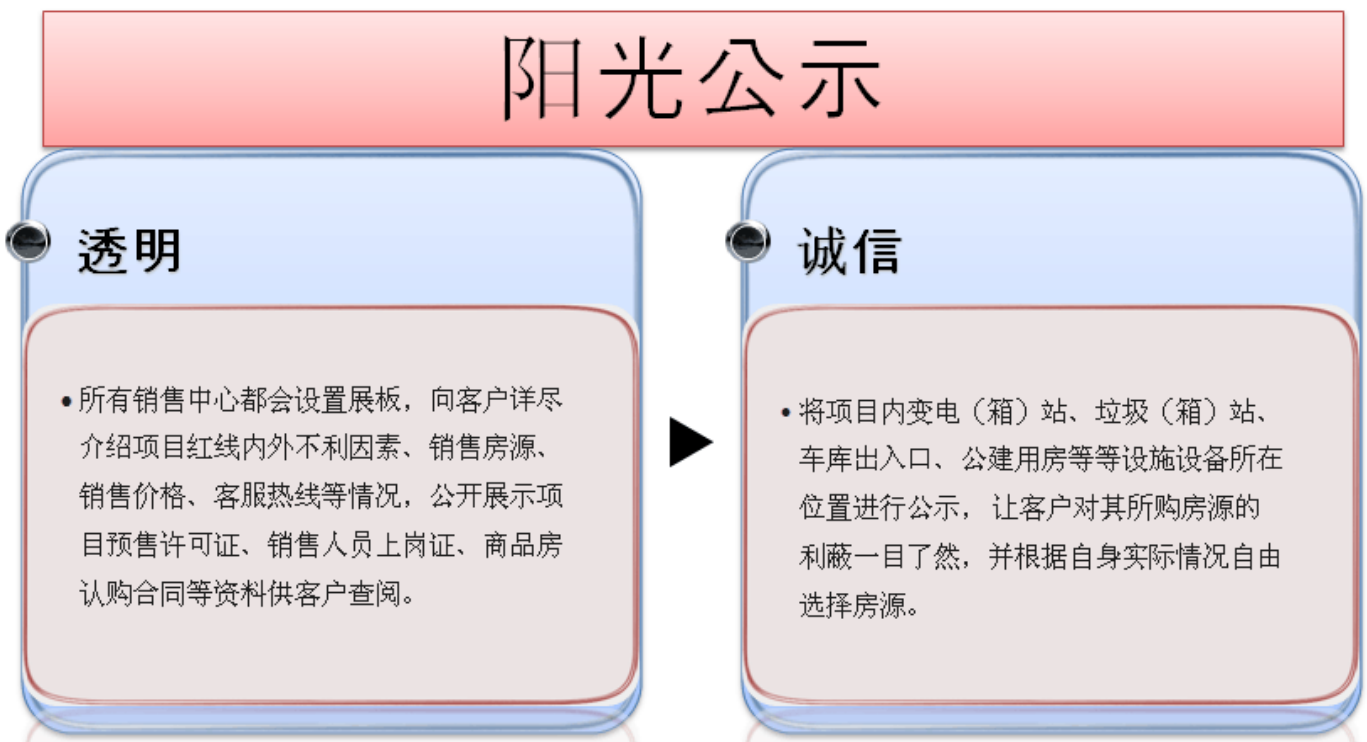 阳光公示
透明
•所有销售中心都会设置展板，向客户详尽
介绍项目红线内外不利因素、销售房源、
销售价格、客服热线等情况，公开展示项
目预售许可证、销售人员上岗证、商品房
认购合同等资料供客户查阅。
诚信
•将项目内变电（箱）站、垃圾（箱）站、
车库出入口、公建用房等等设施设备所在
位置进行公示，让客户对其所购房源的
利蔽一目了然，并根据自身实际情况自由
选择房源。